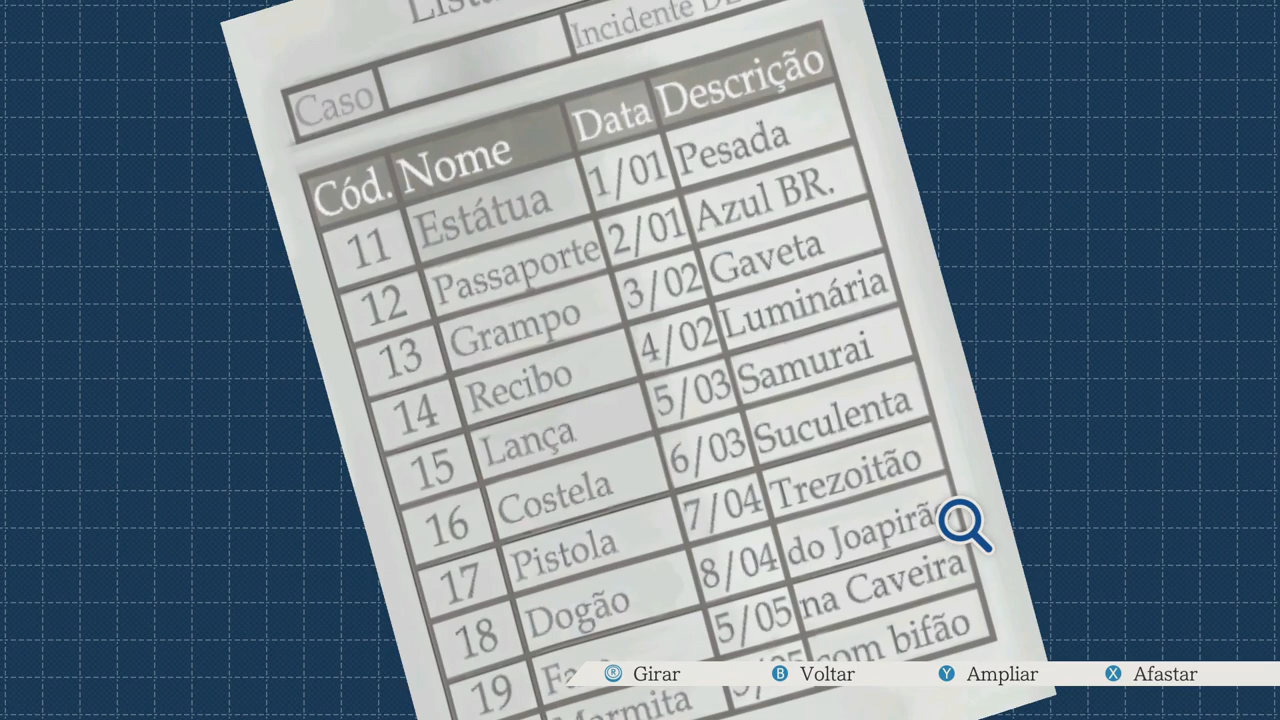 Incidente
Caso
Cód. Nome Data Descrição
11 Estátua 1/01 Pesada
12 Passaporte 2/01 Azul BR.
13 Grampo 3/02 Gaveta
14 Recibo 4/02 Luminária
15 Lança 5/03 Samurai
16 Costela 6/03 Suculenta
17 Pistola 7/04 Trezoitão
18 Dogão 8/04 do Joapirão
19 5/05 na Caveira
Marmita com bifão
Girar Voltar Ampliar Afastar